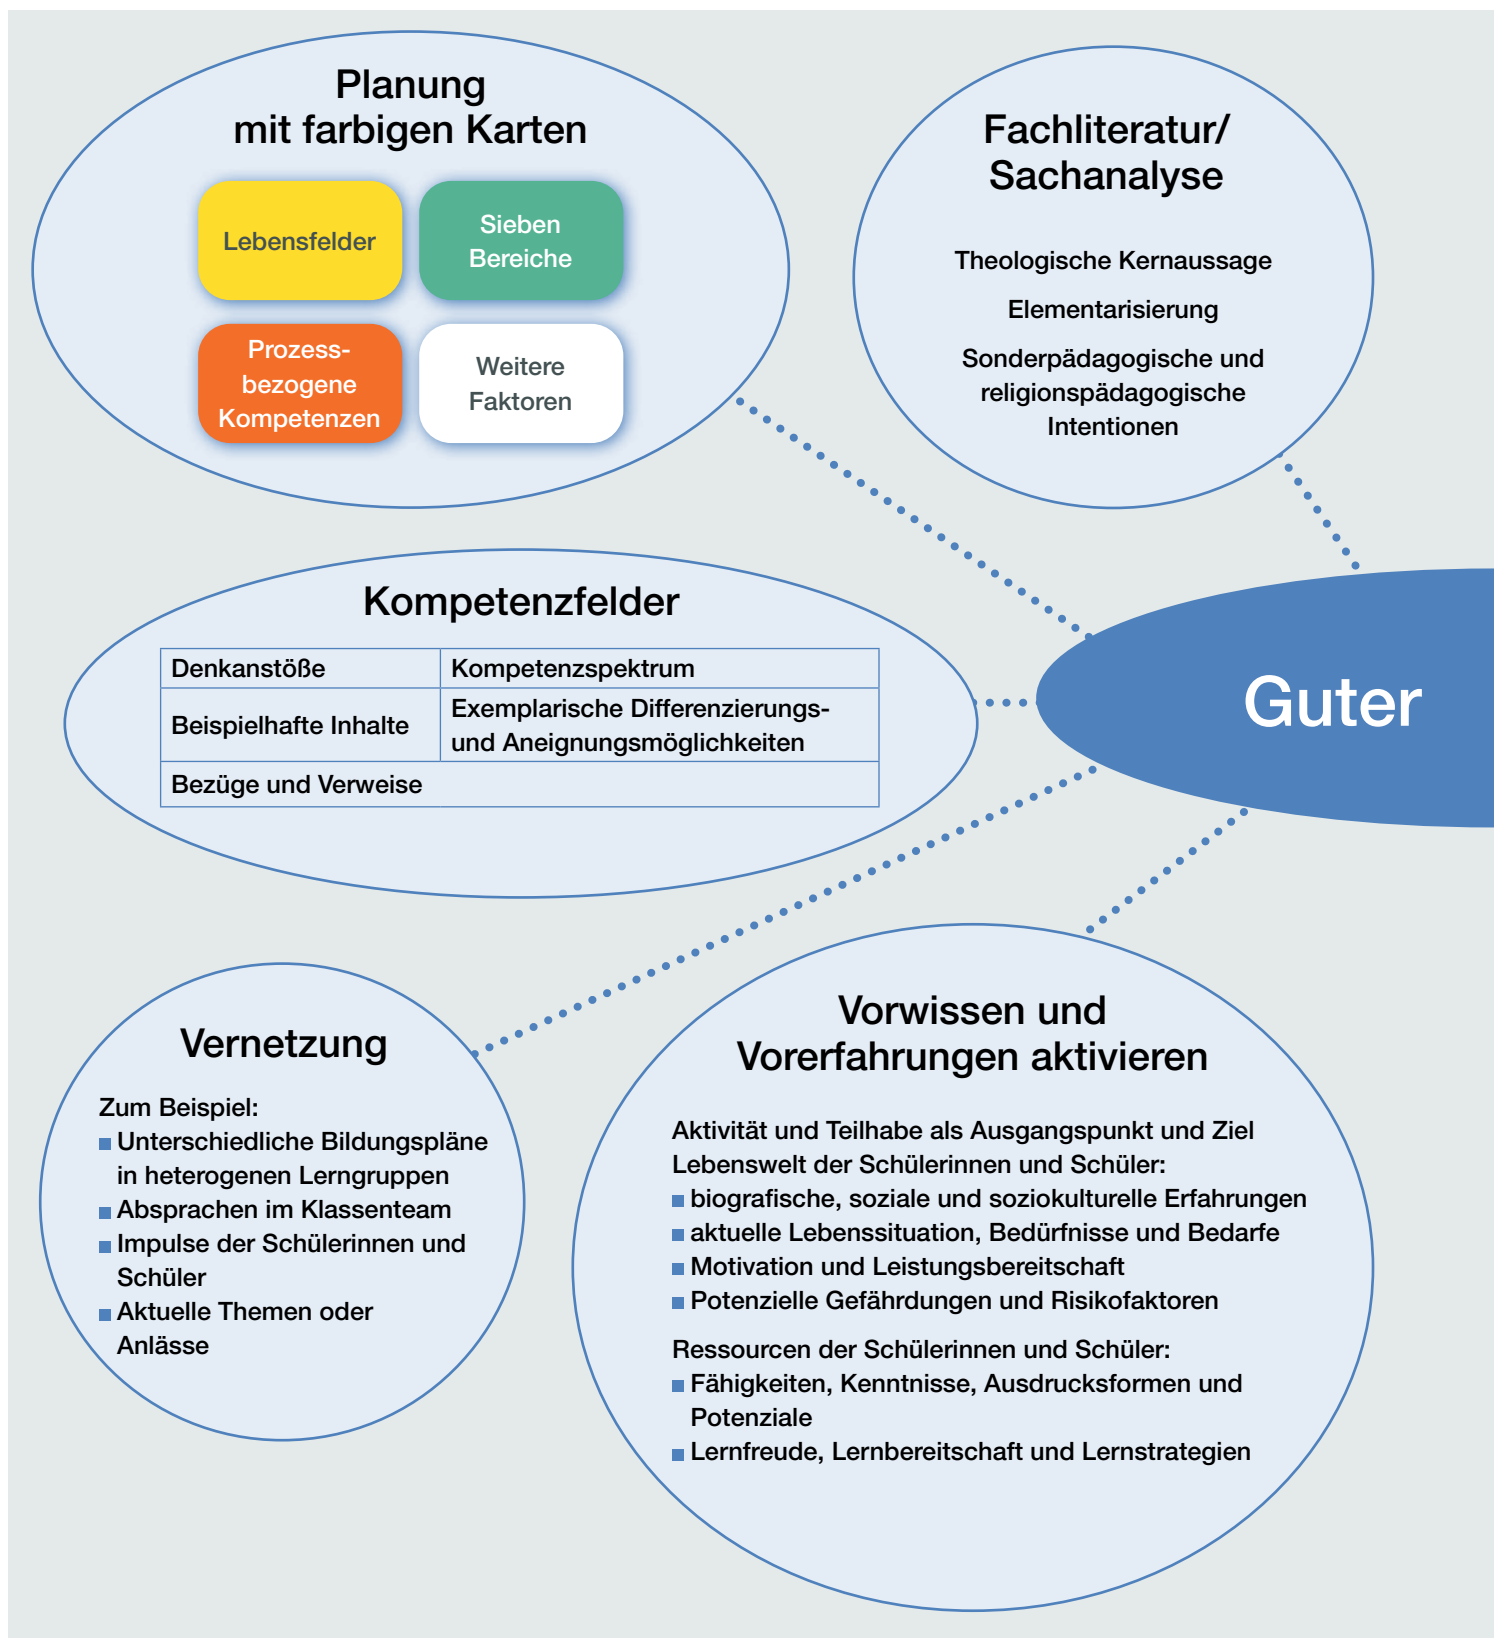 Planung
mit farbigen Karten
Lebensfelder
Sieben
Bereiche
Prozess-
bezogene
Kompetenzen
Weitere
Faktoren
Fachliteratur/
Sachanalyse
Theologische Kernaussage
Elementarisierung
Sonderpädagogische und
religionspädagogische
Intentionen
Kompetenzfelder
Denkanstöße
Kompetenzspektrum
Beispielhafte Inhalte
Exemplarische Differenzierungs-
und Aneignungsmöglichkeiten
Bezüge und Verweise
Guter
Vernetzung
Zum Beispiel:
Unterschiedliche Bildungspläne
in heterogenen Lerngruppen
Absprachen im Klassenteam
Impulse der Schülerinnen und
Schüler
Aktuelle Themen oder
Anlässe
Vorwissen und
Vorerfahrungen aktivieren
Aktivität und Teilhabe als Ausgangspunkt und Ziel
Lebenswelt der Schülerinnen und Schüler:
biografische, soziale und soziokulturelle Erfahrungen
aktuelle Lebenssituation, Bedürfnisse und Bedarfe
Motivation und Leistungsbereitschaft
Potenzielle Gefährdungen und Risikofaktoren
Ressourcen der Schülerinnen und Schüler:
Fähigkeiten, Kenntnisse, Ausdrucksformen und
Potenziale
Lernfreude, Lernbereitschaft und Lernstrategien